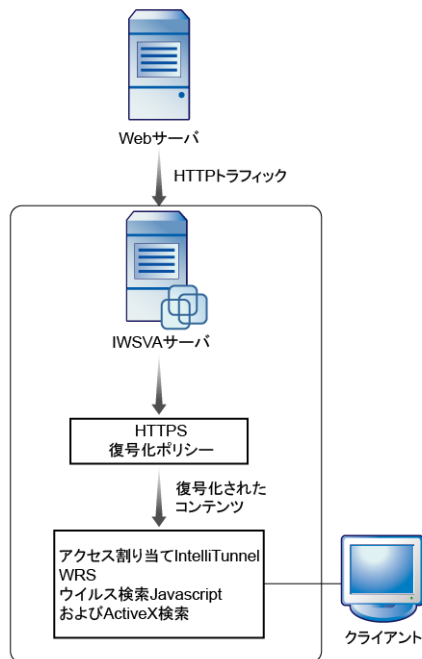 Webサーバ
HTTPトラフィック
IWSVAサーバ
HTTPS
復号化ポリシー
復号化された
コンテンツ
アクセス割り当てIntelliTunnel
WRS
ウイルス検索Javascript
およびActiveX検索
クライアント